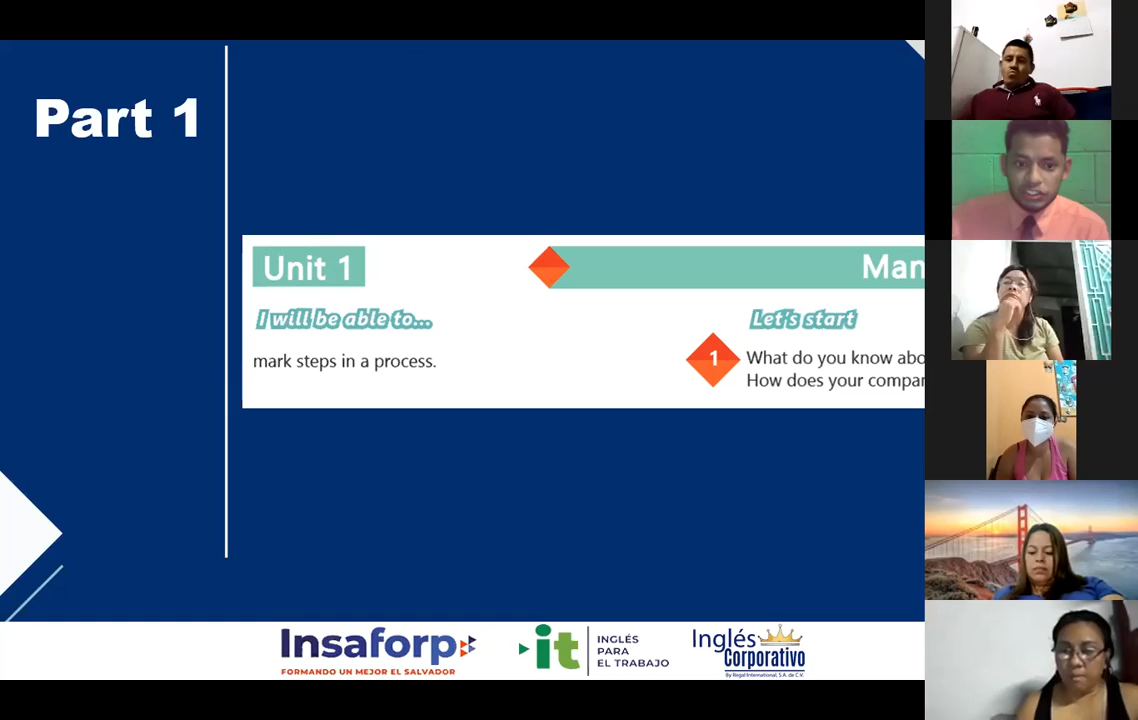 Part 1
Unit 1
Man
I will be able to...
Let's start
mark steps in a process.
1
What do you know abo
How does your compan
Insaforp
FORMANDO UN MEJOR EL SALVADOR
it
INGLÉS
PARA
EL TRABAJO
Inglés
Corporativo
By Regal International, S.A. de C.V.